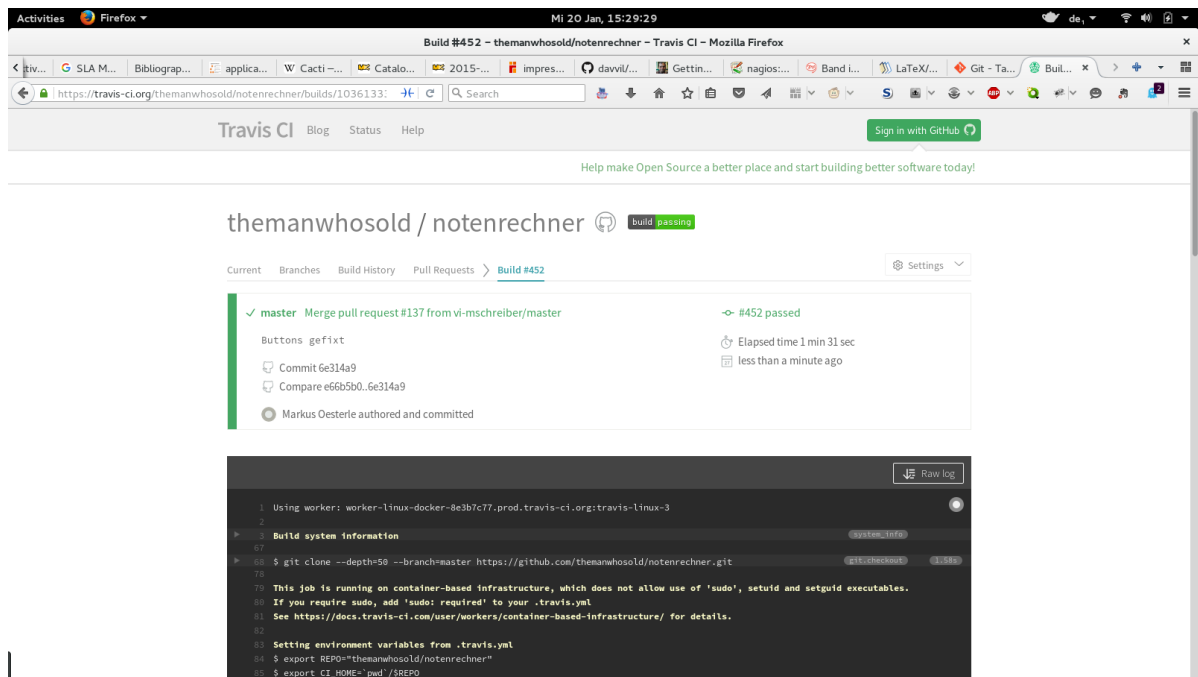 Activities Firefox Mi 20 Jan, 15:29:29 de₁
Build #452 – themanwhosold/notenrechner – Travis CI – Mozilla Firefox
tiv... SLA M... Bibliograp... applica... Cacti –... Catalo... 2015-... impres... davvil/... Gettin... nagios:... Band i... LaTeX/... Git - Ta... Buil...
https://travis-ci.org/themanwhosold/notenrechner/builds/10361333 Search 2
Travis CI Blog Status Help Sign in with GitHub
Help make Open Source a better place and start building better software today!
themanwhosold / notenrechner build passing
Current Branches Build History Pull Requests Build #452 Settings
master Merge pull request #137 from vi-mschreiber/master #452 passed
Buttons gefixt Elapsed time 1 min 31 sec
less than a minute ago
Commit 6e314a9
Compare e66b5b0..6e314a9
Markus Oesterle authored and committed
Raw log
1 Using worker: worker-linux-docker-8e3b7c77.prod.travis-ci.org:travis-linux-3
2
3 Build system information system_info
67
68 $ git clone --depth=50 --branch=master https://github.com/themanwhosold/notenrechner.git git.checkout 1.58s
78
79 This job is running on container-based infrastructure, which does not allow use of 'sudo', setuid and setguid executables.
80 If you require sudo, add 'sudo: required' to your .travis.yml
81 See https://docs.travis-ci.com/user/workers/container-based-infrastructure/ for details.
82
83 Setting environment variables from .travis.yml
84 $ export REPO="themanwhosold/notenrechner"
85 $ export CI_HOME=`pwd`/$REPO